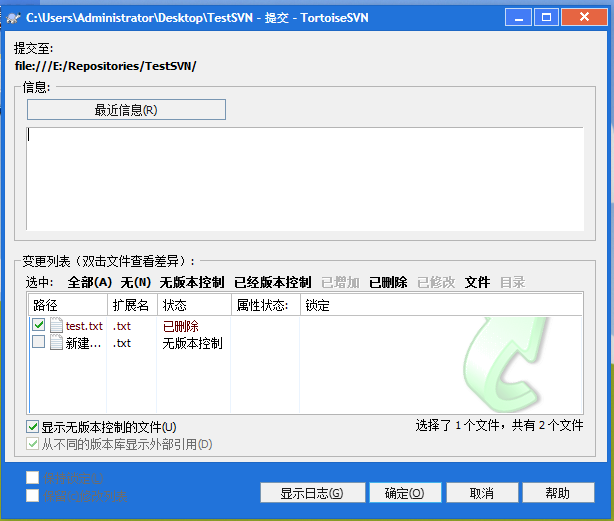 C:\Users\Administrator\Desktop\TestSVN - 提交 - TortoiseSVN
提交至:
file:///E:/Repositories/TestSVN/
信息:
最近信息(R)
变更列表（双击文件查看差异）:
选中: 全部(A) 无(N) 无版本控制 已经版本控制 已增加 已删除 已修改 文件 目录
路径 扩展名 状态 属性状态: 锁定
test.txt .txt 已删除
新建... .txt 无版本控制
显示无版本控制的文件(U)
选择了 1 个文件，共有 2 个文件
从不同的版本库显示外部引用(D)
显示日志(G) 确定(O) 取消 帮助